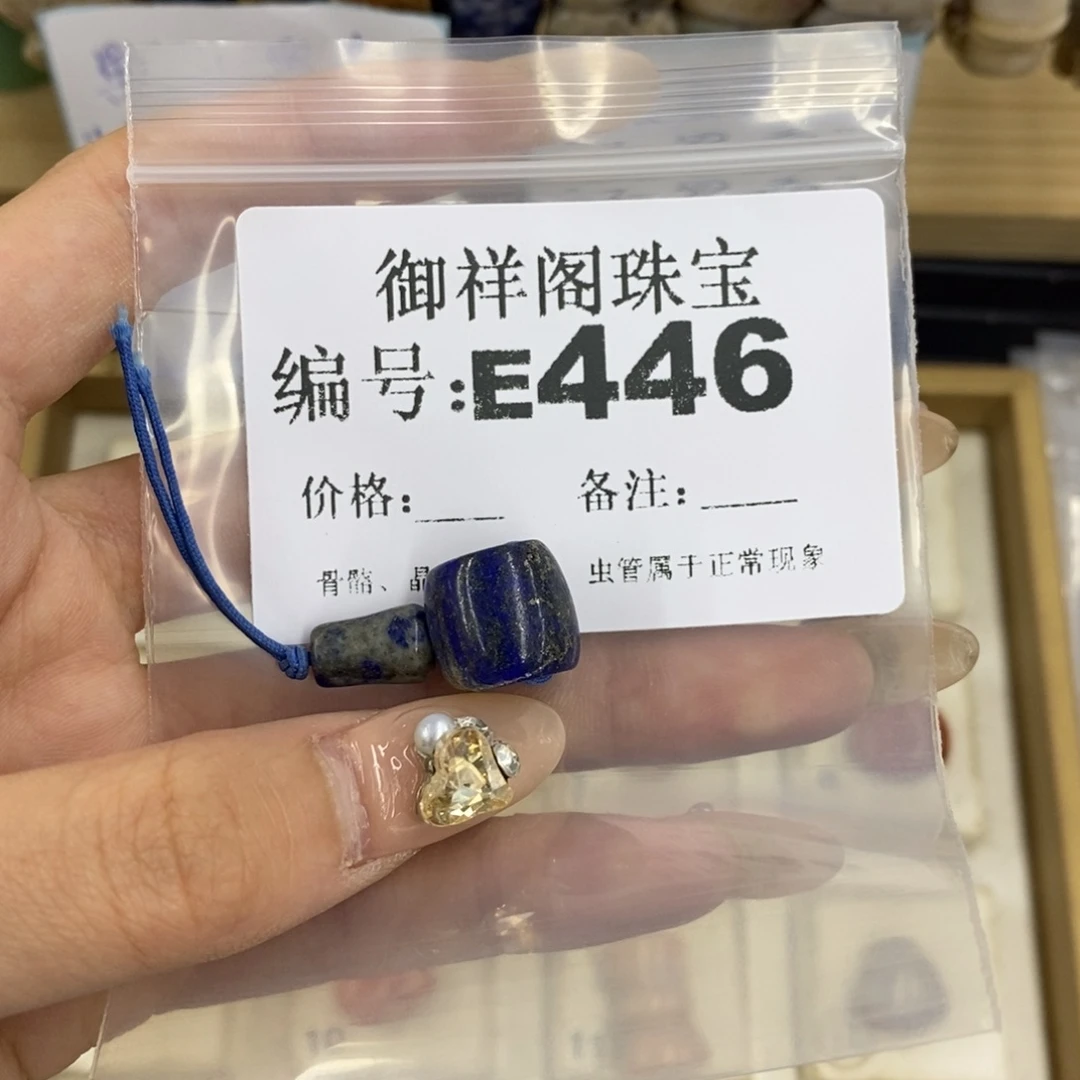 御祥阁珠宝
编号:E446
价格:____ 备注:____
骨髓、晶 虫管属于正常现象